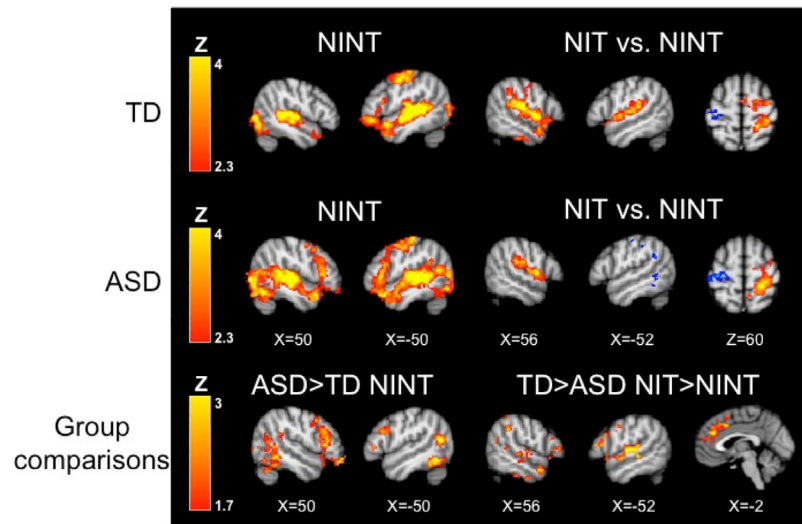 Z
NINT
NIT vs. NINT
4
TD
2.3
Z
NINT
NIT vs. NINT
4
ASD
2.3
X=50
X=-50
X=56
X=-52
Z=60
Z
ASD>TD NINT
TD>ASD NIT>NINT
3
Group
comparisons
1.7
X=50
X=-50
X=56
X=-52
X=-2